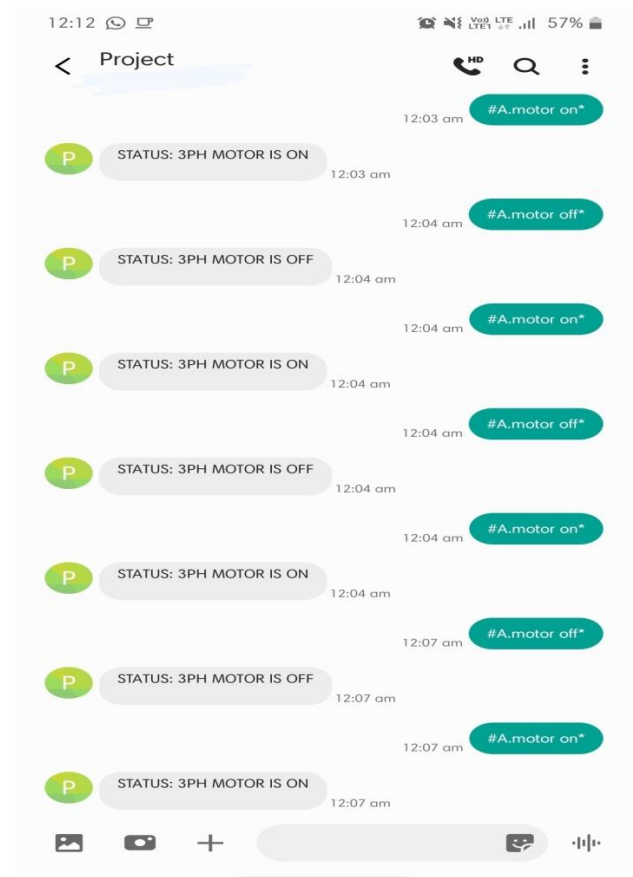 12:12
Vo)) LTE 57%
LTE1
Project
HD
#A.motor on*
12:03 am
P
STATUS: 3PH MOTOR IS ON
12:03 am
#A.motor off*
12:04 am
P
STATUS: 3PH MOTOR IS OFF
12:04 am
#A.motor on*
12:04 am
P
STATUS: 3PH MOTOR IS ON
12:04 am
#A.motor off*
12:04 am
P
STATUS: 3PH MOTOR IS OFF
12:04 am
#A.motor on*
12:04 am
P
STATUS: 3PH MOTOR IS ON
12:04 am
#A.motor off*
12:07 am
P
STATUS: 3PH MOTOR IS OFF
12:07 am
#A.motor on*
12:07 am
P
STATUS: 3PH MOTOR IS ON
12:07 am